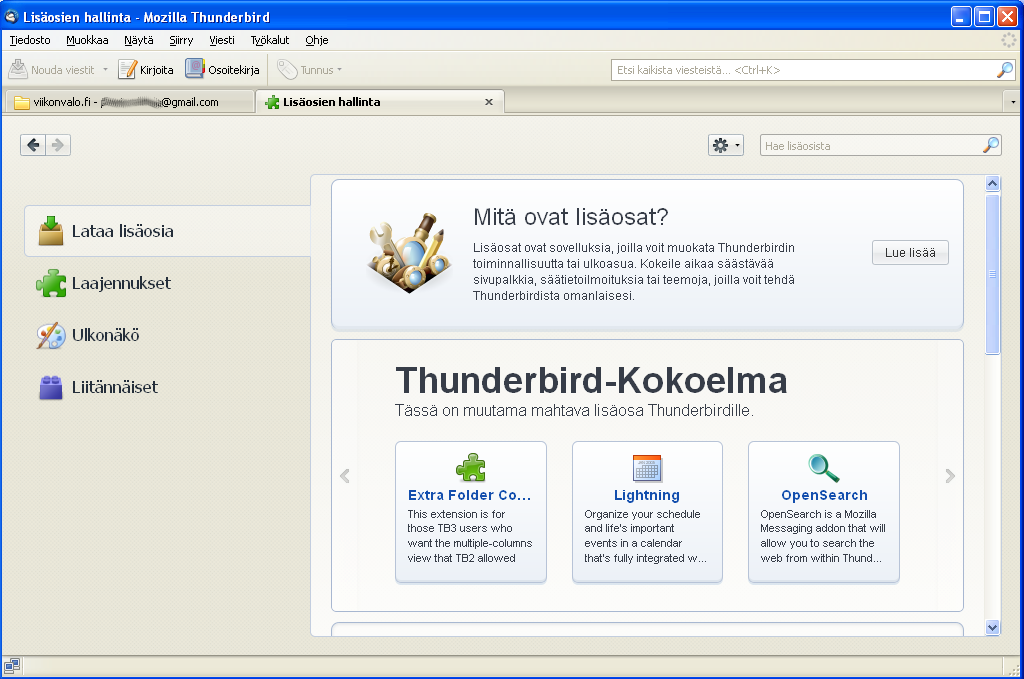 Lisäosien hallinta - Mozilla Thunderbird
Tiedosto Muokkaa Näytä Siirry Viesti Työkalut Ohje
Nouda viestit Kirjoita Osoitekirja Tunnus Etsi kaikista viesteistä... <Ctrl+K>
viikonvalo.fi - @gmail.com Lisäosien hallinta
Hae lisäosista
Lataa lisäosia
Laajennukset
Ulkonäkö
Liitännäiset
Mitä ovat lisäosat?
Lisäosat ovat sovelluksia, joilla voit muokata Thunderbirdin
toiminnallisuutta tai ulkoasua. Kokeile aikaa säästävää
sivupalkkia, säätietoilmoituksia tai teemoja, joilla voit tehdä
Thunderbirdista omanlaisesi.
Lue lisää
Thunderbird-Kokoelma
Tässä on muutama mahtava lisäosa Thunderbirdille.
Extra Folder Co...
This extension is for
those TB3 users who
want the multiple-columns
view that TB2 allowed
Lightning
Organize your schedule
and life's important
events in a calendar
that's fully integrated w...
OpenSearch
OpenSearch is a Mozilla
Messaging addon that will
allow you to search the
web from within Thund...